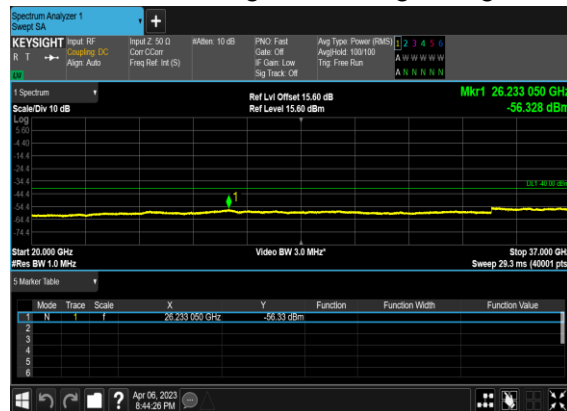 Spectrum Analyzer 1
Swept SA
KEYSIGHT Input: RF Input Z: 50 Ω #Atten: 10 dB PNO: Fast Avg Type: Power (RMS) 1 2 3 4 5 6
R T Coupling: DC Corr CCorr Gate: Off Avg|Hold: 100/100 A W W W W W
Align: Auto Freq Ref: Int (S) IF Gain: Low Trig: Free Run
Sig Track: Off A N N N N N
1 Spectrum Ref Lvl Offset 15.60 dB Mkr1 26.233 050 GHz
Scale/Div 10 dB Ref Level 15.60 dBm -56.328 dBm
Log
5.60
-4.40
-14.4
-24.4
-34.4
DL1 -40.00 dBm
-44.4
1
-54.4
-64.4
-74.4
Start 20.000 GHz Video BW 3.0 MHz* Stop 37.000 GHz
#Res BW 1.0 MHz Sweep 29.3 ms (40001 pts
5 Marker Table
Mode Trace Scale X Y Function Function Width Function Value
1 N 1 f 26.233 050 GHz -56.33 dBm
2
3
4
5
6
? Apr 06, 2023
8:44:26 PM